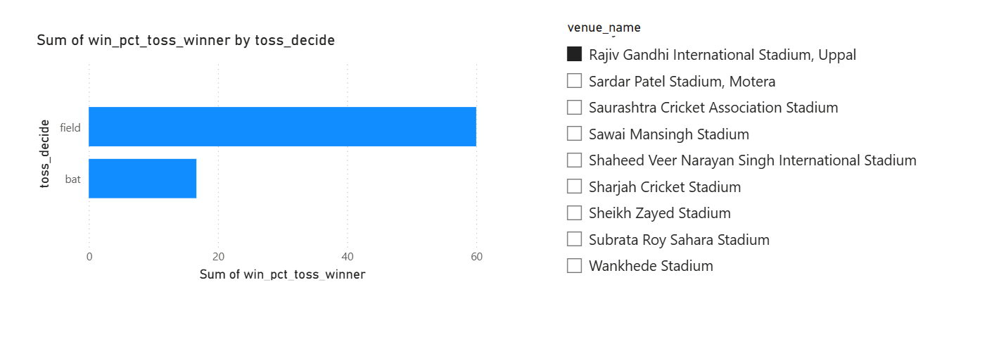 Sum of win_pct_toss_winner by toss_decide
toss_decide
field
bat
0 20 40 60
Sum of win_pct_toss_winner
venue_name
Rajiv Gandhi International Stadium, Uppal
Sardar Patel Stadium, Motera
Saurashtra Cricket Association Stadium
Sawai Mansingh Stadium
Shaheed Veer Narayan Singh International Stadium
Sharjah Cricket Stadium
Sheikh Zayed Stadium
Subrata Roy Sahara Stadium
Wankhede Stadium